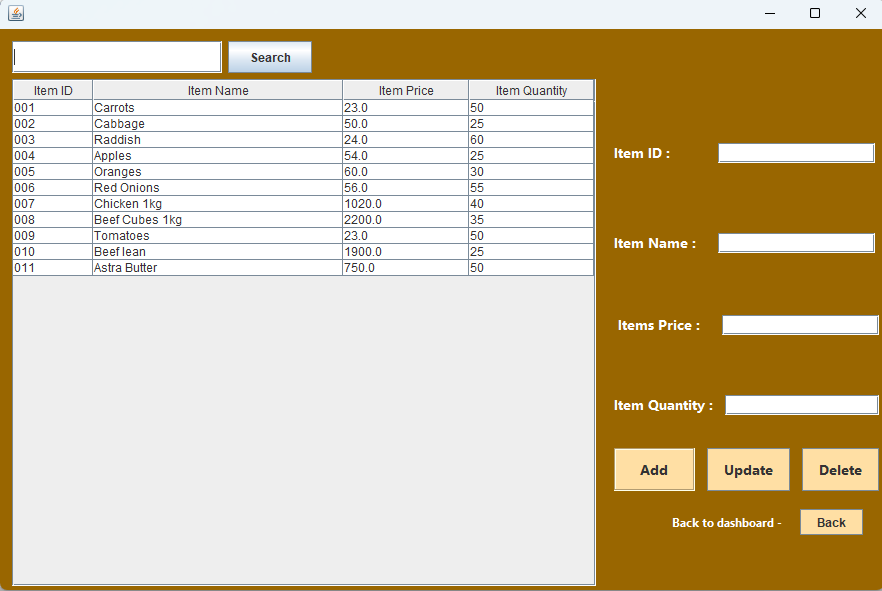 Search
Item ID Item Name Item Price Item Quantity
001 Carrots 23.0 50
002 Cabbage 50.0 25
003 Raddish 24.0 60
004 Apples 54.0 25
005 Oranges 60.0 30
006 Red Onions 56.0 55
007 Chicken 1kg 1020.0 40
008 Beef Cubes 1kg 2200.0 35
009 Tomatoes 23.0 50
010 Beef lean 1900.0 25
011 Astra Butter 750.0 50
Item ID :
Item Name :
Items Price :
Item Quantity :
Add Update Delete
Back to dashboard - Back